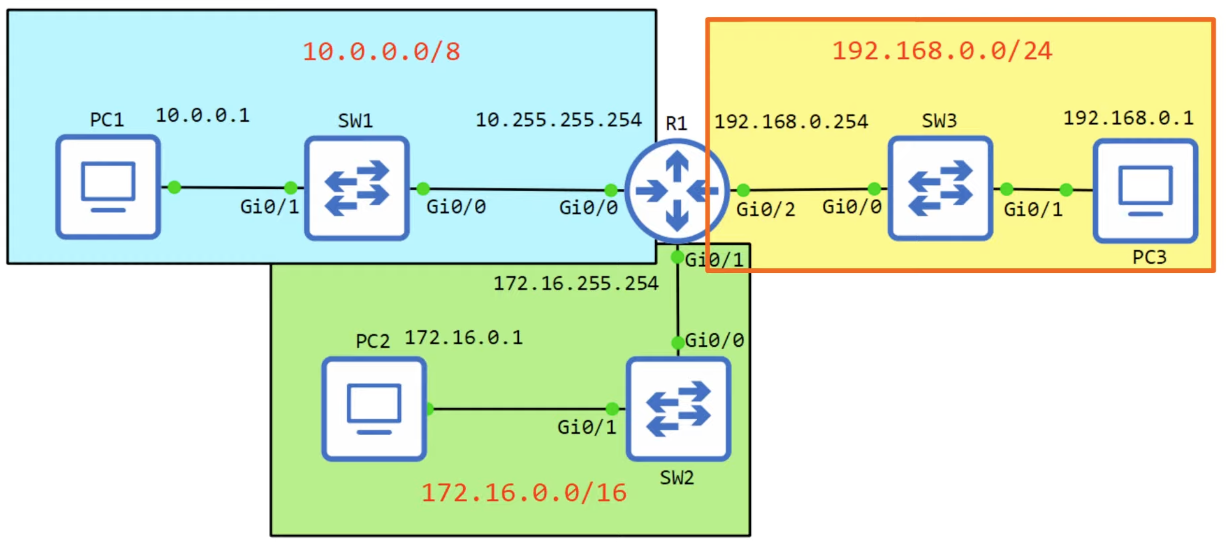 10.0.0.0/8
192.168.0.0/24
PC1
10.0.0.1
SW1
10.255.255.254
R1
192.168.0.254
SW3
192.168.0.1
Gi0/1
Gi0/0
Gi0/0
Gi0/2
Gi0/0
Gi0/1
PC3
Gi0/1
172.16.255.254
PC2
172.16.0.1
Gi0/0
Gi0/1
SW2
172.16.0.0/16